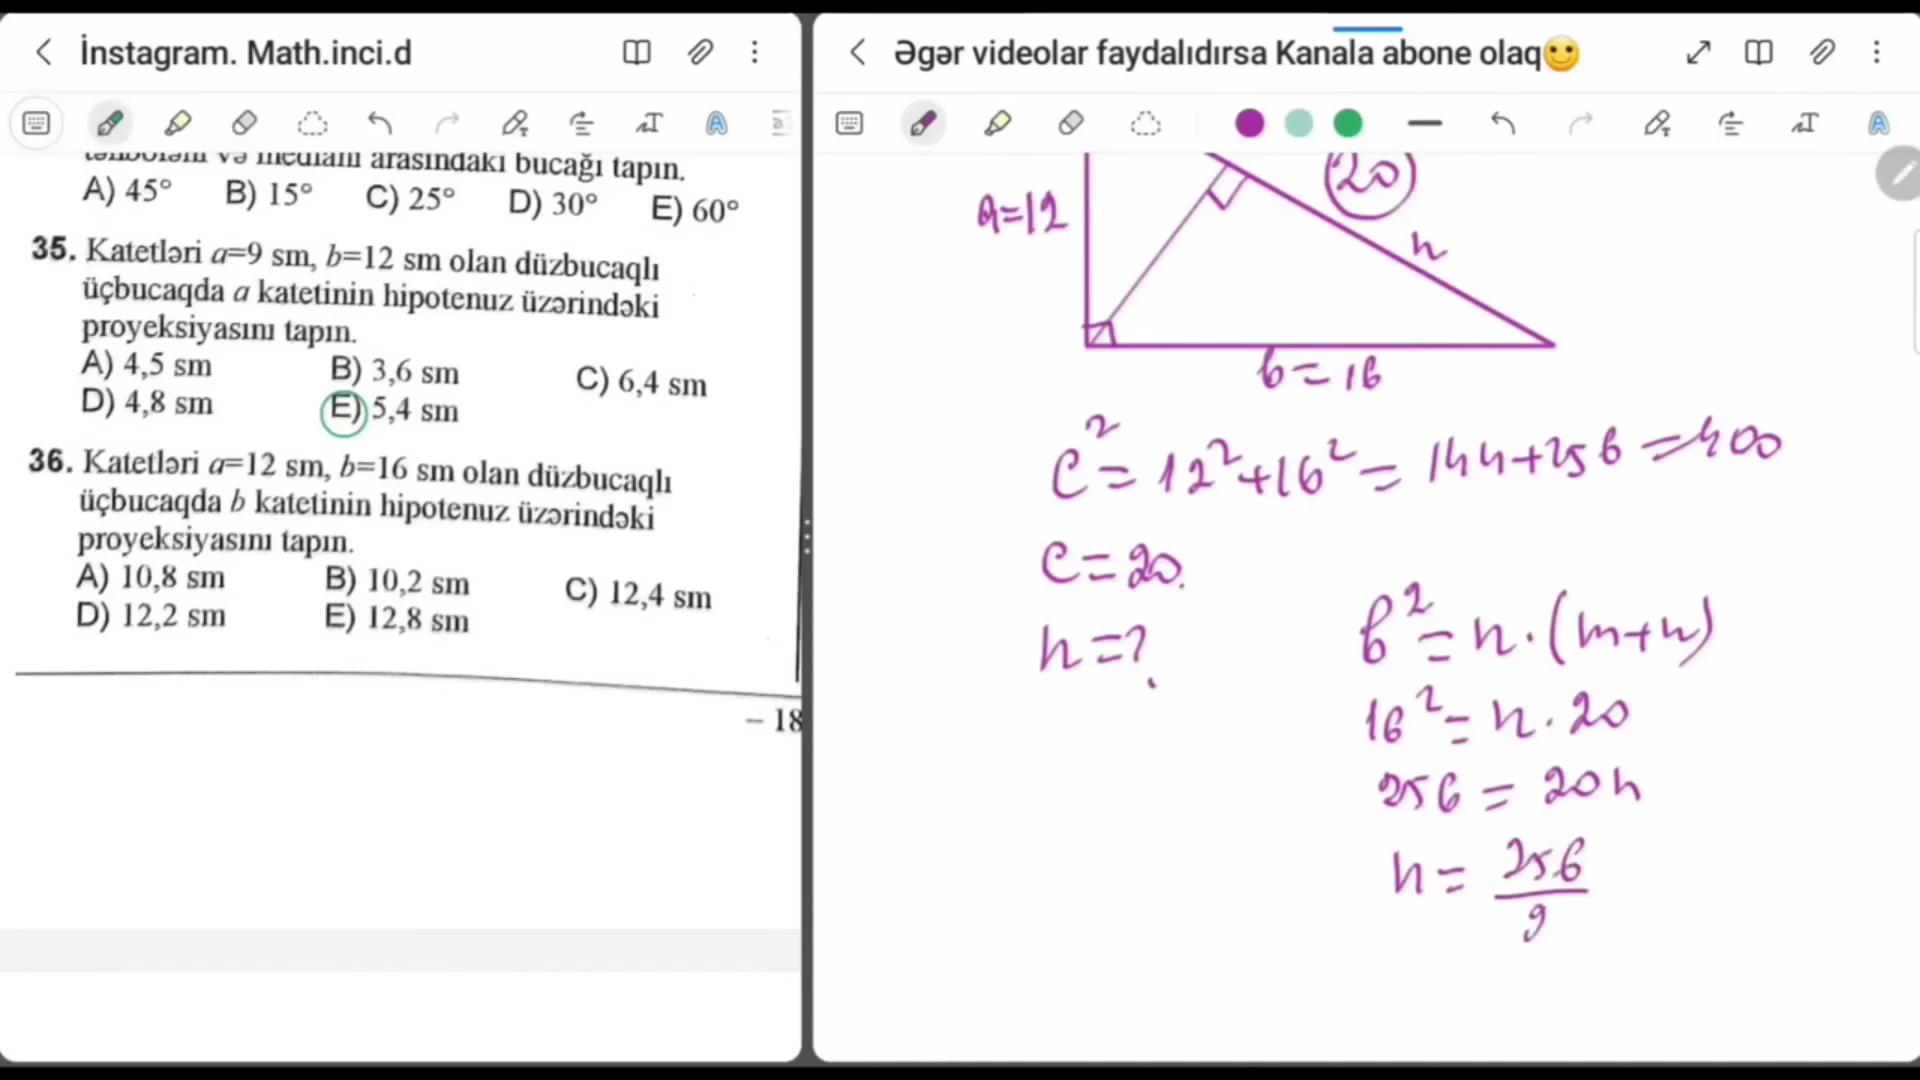 İnstagram. Math.inci.d
tənböləni və medianı arasındakı bucağı tapın.
A) 45° B) 15° C) 25° D) 30° E) 60°
35. Katetləri a=9 sm, b=12 sm olan düzbucaqlı
üçbucaqda a katetinin hipotenuz üzərindəki
proyeksiyasını tapın.
A) 4,5 sm B) 3,6 sm C) 6,4 sm
D) 4,8 sm E) 5,4 sm
36. Katetləri a=12 sm, b=16 sm olan düzbucaqlı
üçbucaqda b katetinin hipotenuz üzərindəki
proyeksiyasını tapın.
A) 10,8 sm B) 10,2 sm C) 12,4 sm
D) 12,2 sm E) 12,8 sm
– 18
Əgər videolar faydalıdırsa Kanala abone olaq🙂
20
a=12
n
b=16
c²=12²+16²=144+256=400
c=20.
n=?
b²=n·(m+n)
16²=n·20
256=20n
n=256/9